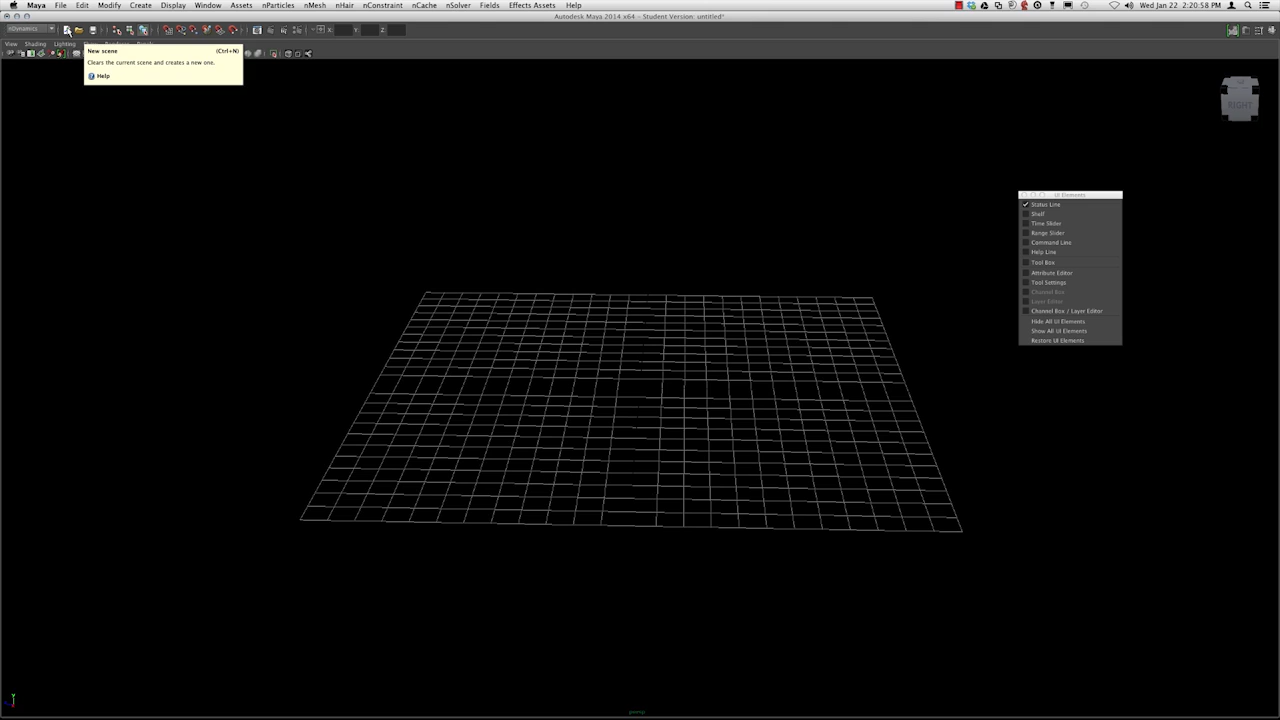 Maya File Edit Modify Create Display Window Assets nParticles nMesh nHair nConstraint nCache nSolver Fields Effects Assets Help Wed Jan 22 2:20:58 PM
Autodesk Maya 2014 x64 - Student Version: untitled*
nDynamics X: Y: Z:
View Shading Lighting
New scene (Ctrl+N)
Clears the current scene and creates a new one.
Help
RIGHT
UI Elements
Status Line
Shelf
Time Slider
Range Slider
Command Line
Help Line
Tool Box
Attribute Editor
Tool Settings
Channel Box
Layer Editor
Channel Box / Layer Editor
Hide All UI Elements
Show All UI Elements
Restore UI Elements
Y
persp